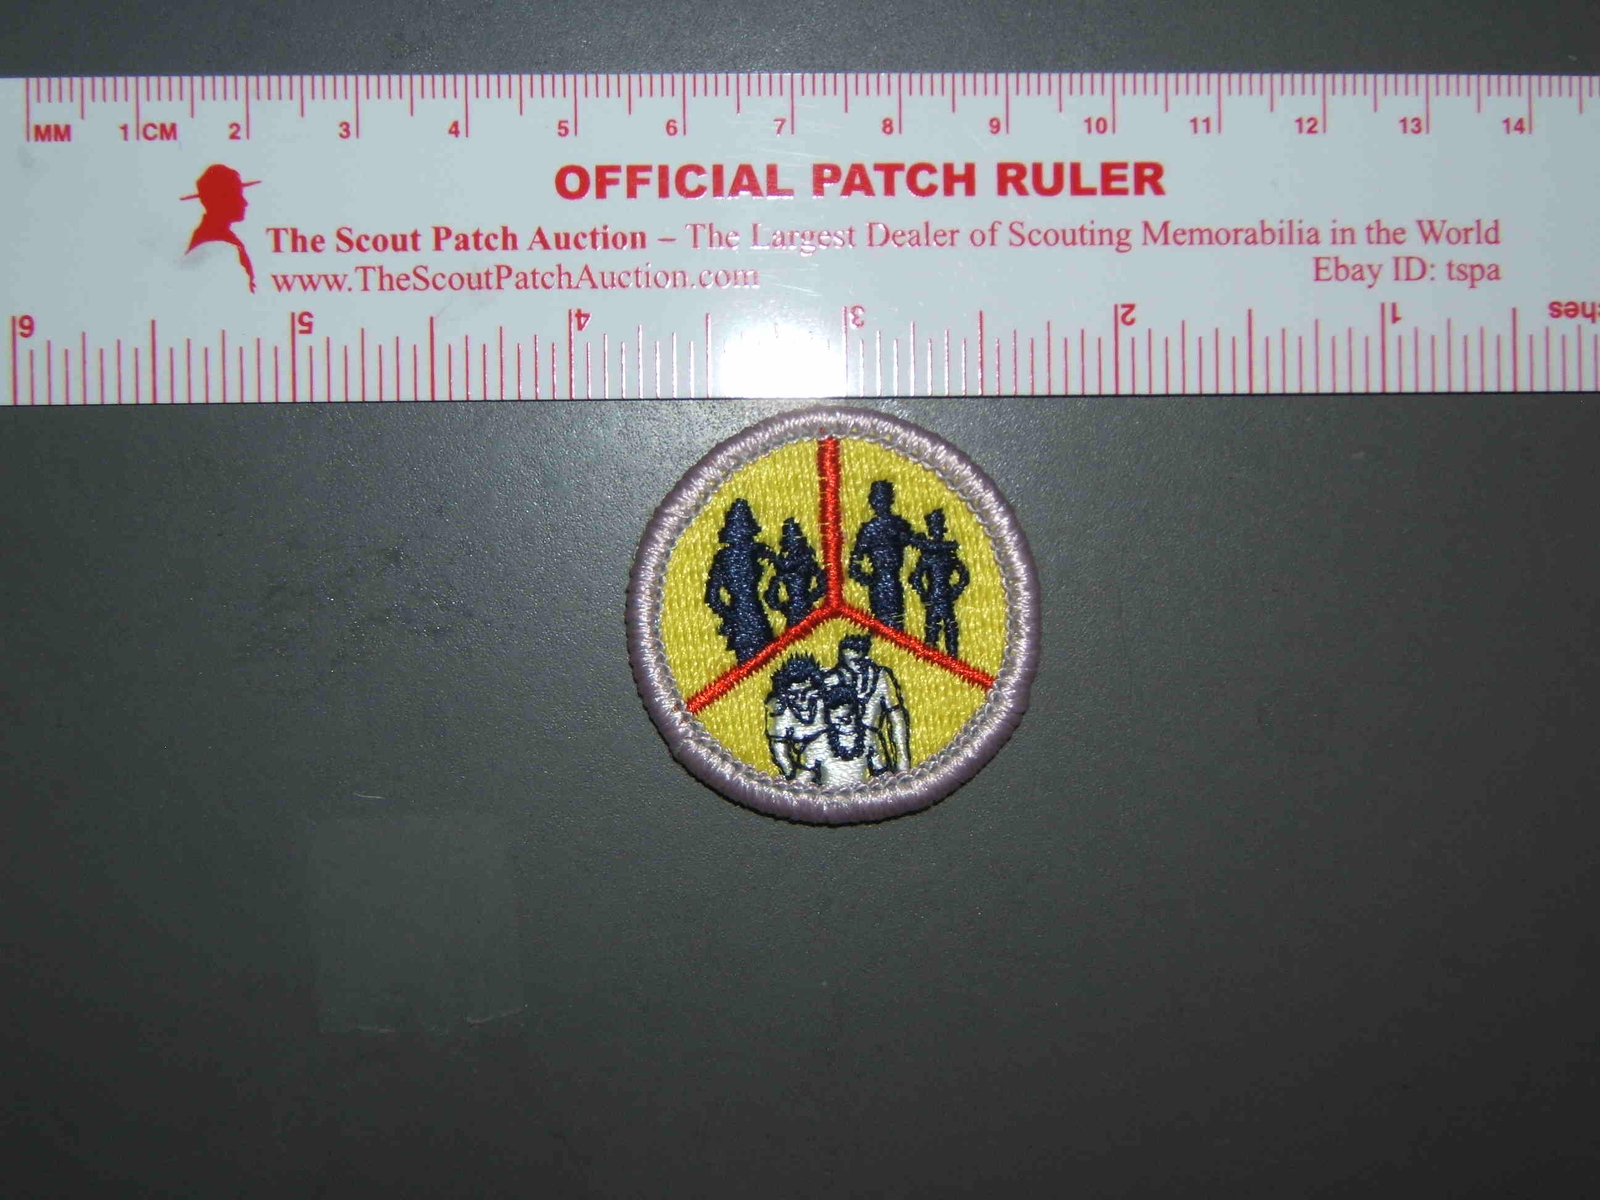 MM 1 CM 2 3 4 5 6 7 8 9 10 11 12 13 14
OFFICIAL PATCH RULER
The Scout Patch Auction – The Largest Dealer of Scouting Memorabilia in the World
www.TheScoutPatchAuction.com
Ebay ID: tspa
6 5 4 3 2 1